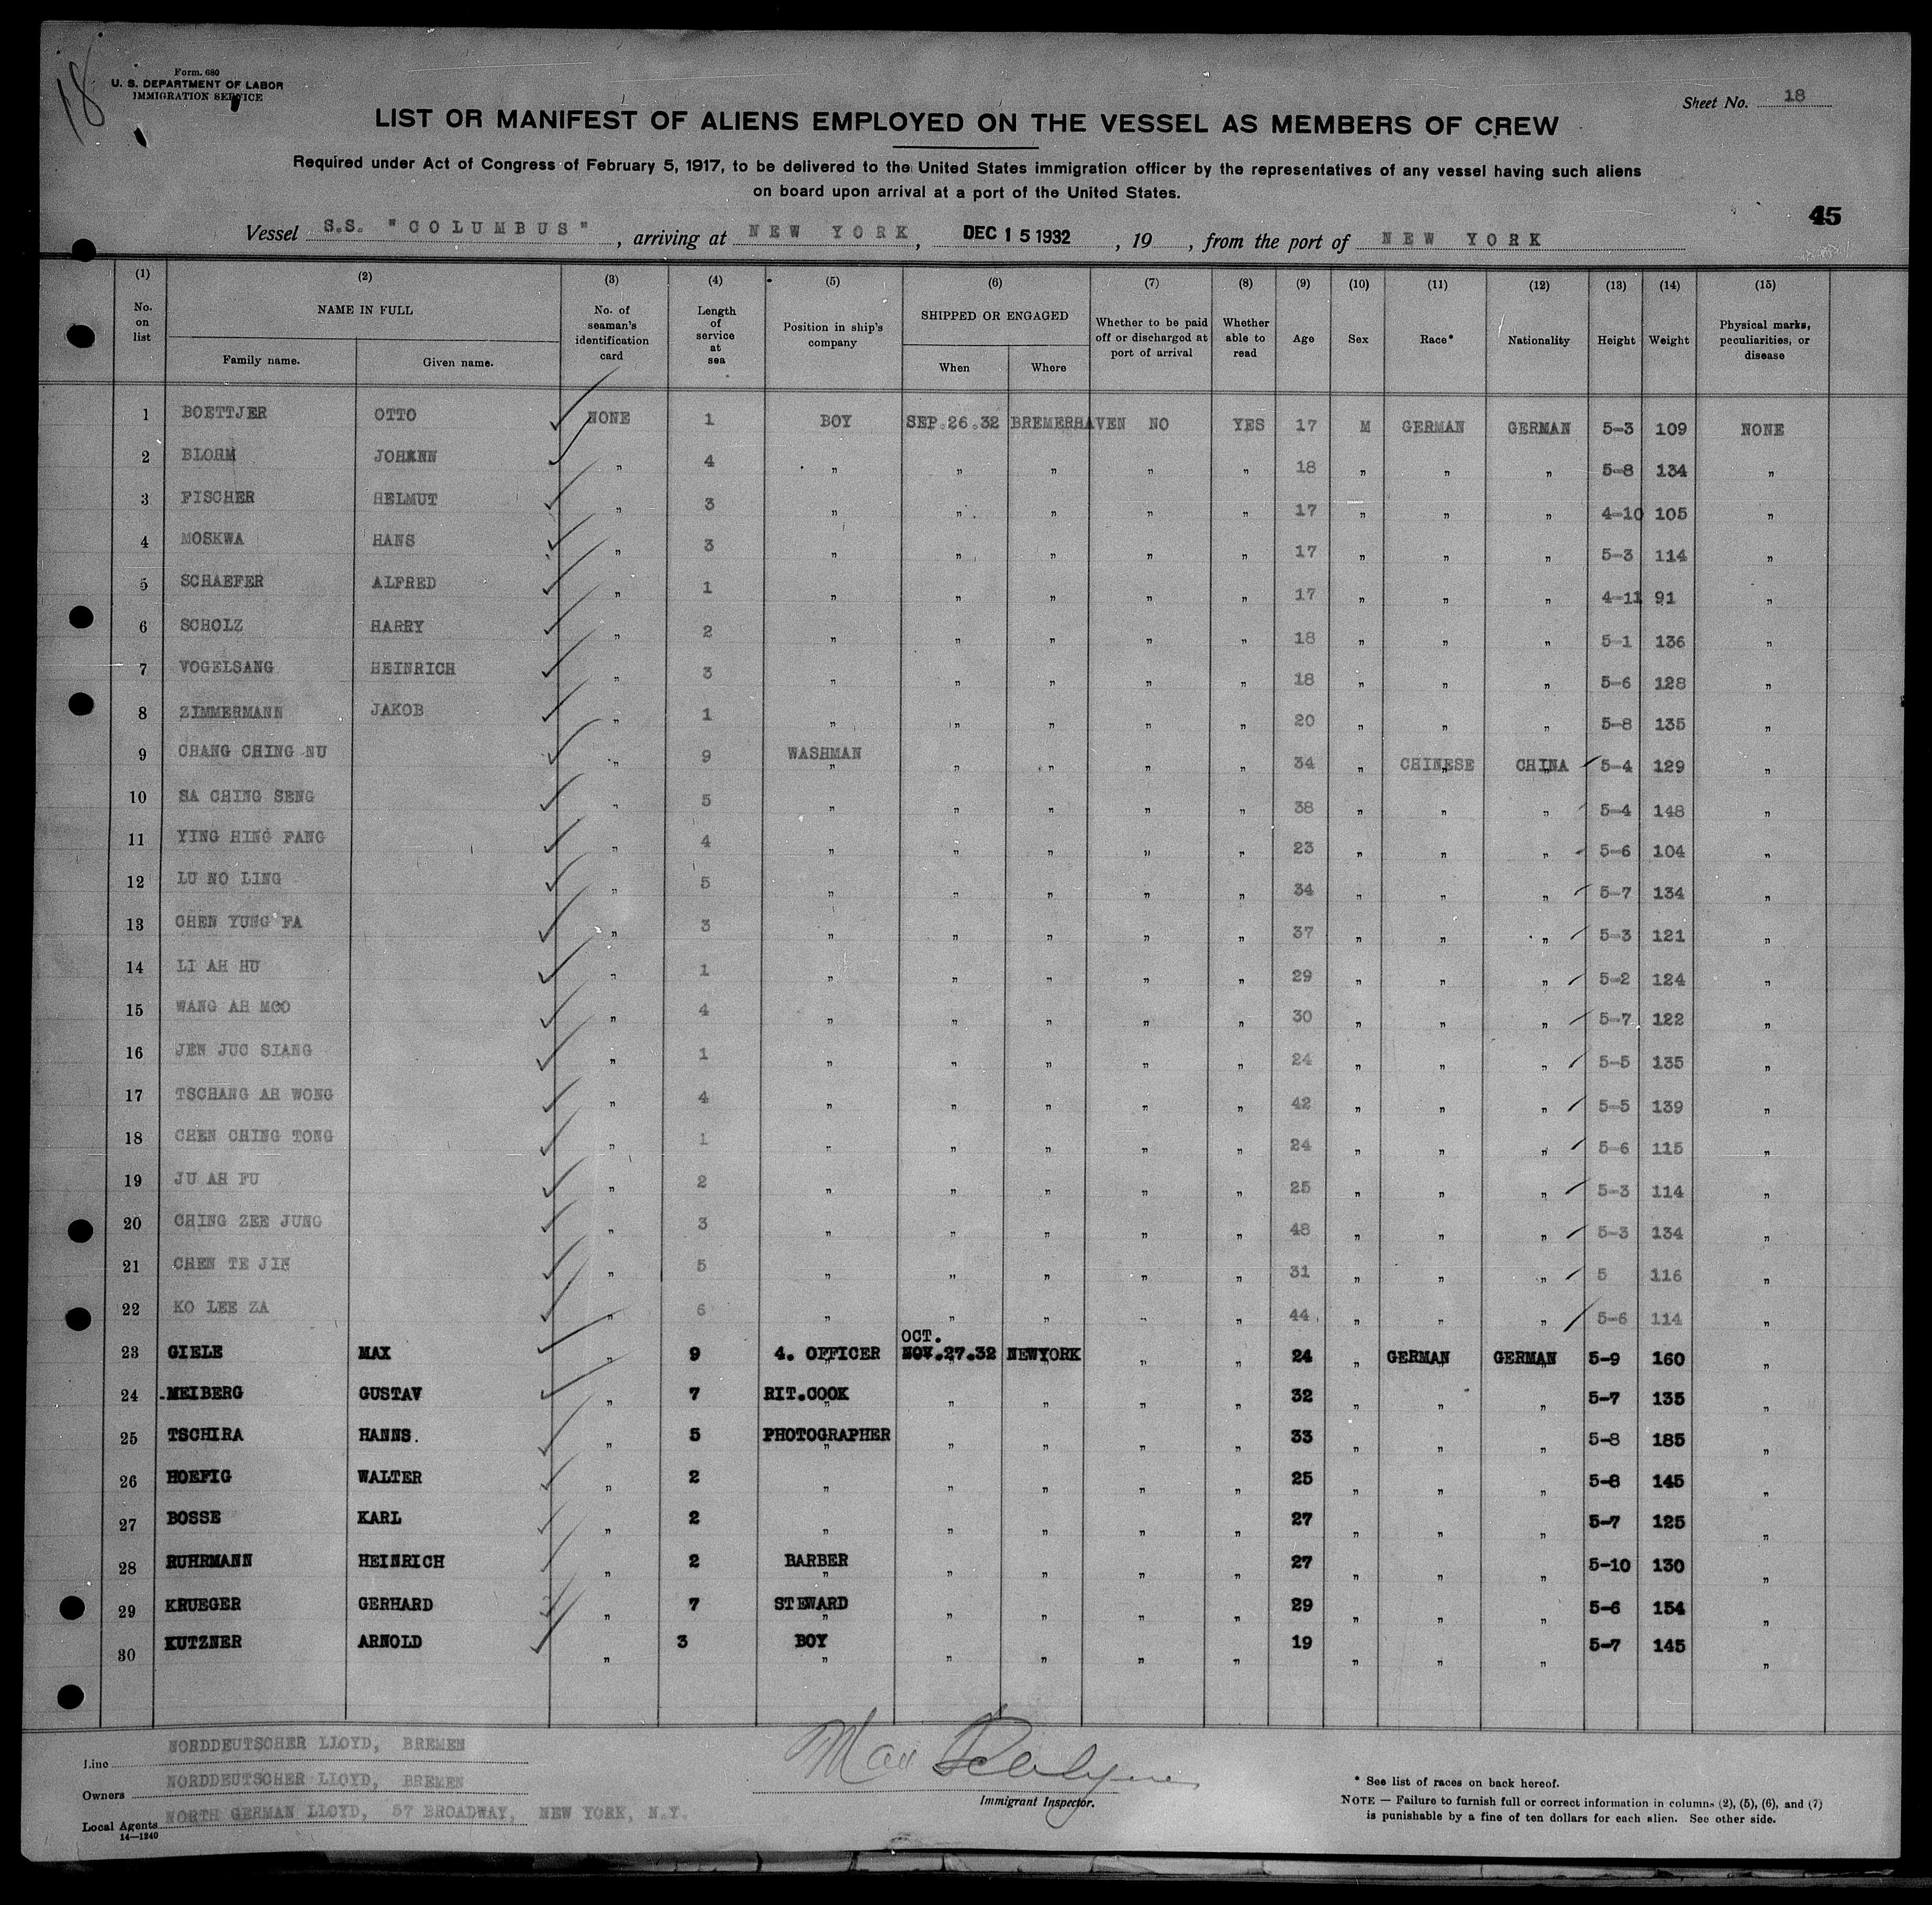 18
Form. 680
U. S. DEPARTMENT OF LABOR
IMMIGRATION SERVICE
Sheet No. 18
LIST OR MANIFEST OF ALIENS EMPLOYED ON THE VESSEL AS MEMBERS OF CREW
Required under Act of Congress of February 5, 1917, to be delivered to the United States immigration officer by the representatives of any vessel having such aliens
on board upon arrival at a port of the United States.
45
Vessel S.S. "COLUMBUS", arriving at NEW YORK, DEC 15 1932, 19 , from the port of NEW YORK
(1) (2) (3) (4) (5) (6) (7) (8) (9) (10) (11) (12) (13) (14) (15)
No. on list NAME IN FULL Family name. Given name. No. of seaman's identification card Length of service at sea Position in ship's company SHIPPED OR ENGAGED When Where Whether to be paid off or discharged at port of arrival Whether able to read Age Sex Race* Nationality Height Weight Physical marks, peculiarities, or disease
1 BOETTJER OTTO NONE 1 BOY SEP.26.32 BREMERHAVEN NO YES 17 M GERMAN GERMAN 5-3 109 NONE
2 BLOHM JOHANN " 4 " " " " " 18 " " " 5-8 134 "
3 FISCHER HELMUT " 3 " " " " " 17 " " " 4-10 105 "
4 MOSKWA HANS " 3 " " " " " 17 " " " 5-3 114 "
5 SCHAEFER ALFRED " 1 " " " " " 17 " " " 4-11 91 "
6 SCHOLZ HARRY " 2 " " " " " 18 " " " 5-1 136 "
7 VOGELSANG HEINRICH " 3 " " " " " 18 " " " 5-6 128 "
8 ZIMMERMANN JAKOB " 1 " " " " " 20 " " " 5-8 135 "
9 CHANG CHING NU " 9 WASHMAN " " " " 34 " CHINESE CHINA 5-4 129 "
10 SA CHING SENG " 5 " " " " " 38 " " " 5-4 148 "
11 YING HING FANG " 4 " " " " " 23 " " " 5-6 104 "
12 LU NO LING " 5 " " " " " 34 " " " 5-7 134 "
13 CHEN YUNG FA " 3 " " " " " 37 " " " 5-3 121 "
14 LI AH HU " 1 " " " " " 29 " " " 5-2 124 "
15 WANG AH MOO " 4 " " " " " 30 " " " 5-7 122 "
16 JEN JUC SIANG " 1 " " " " " 24 " " " 5-5 135 "
17 TSCHANG AH WONG " 4 " " " " " 42 " " " 5-5 139 "
18 CHEN CHING TONG " 1 " " " " " 24 " " " 5-6 115 "
19 JU AH FU " 2 " " " " " 25 " " " 5-3 114 "
20 CHING ZEE JUNG " 3 " " " " " 48 " " " 5-3 134 "
21 CHEN TE JIN " 5 " " " " " 31 " " " 5 116 "
22 KO LEE ZA " 6 " " " " " 44 " " " 5-6 114 "
OCT.
23 GIELE MAX " 9 4. OFFICER NOV.27.32 NEWYORK " " 24 " GERMAN GERMAN 5-9 160 "
24 MEIBERG GUSTAV " 7 RIT.COOK " " " " 32 " " " 5-7 135 "
25 TSCHIRA HANNS. " 5 PHOTOGRAPHER " " " " 33 " " " 5-8 185 "
26 HOEFIG WALTER " 2 " " " " " 25 " " " 5-8 145 "
27 BOSSE KARL " 2 " " " " " 27 " " " 5-7 125 "
28 RUHRMANN HEINRICH " 2 BARBER " " " " 27 " " " 5-10 130 "
29 KRUEGER GERHARD " 7 STEWARD " " " " 29 " " " 5-6 154 "
30 KUTZNER ARNOLD " 3 BOY " " " " 19 " " " 5-7 145 "
Line NORDDEUTSCHER LLOYD, BREMEN
Owners NORDDEUTSCHER LLOYD, BREMEN
Local Agents NORTH GERMAN LLOYD, 57 BROADWAY, NEW YORK, N.Y.
14—1240
Max
Immigrant Inspector.
* See list of races on back hereof.
NOTE — Failure to furnish full or correct information in columns (2), (5), (6), and (7)
is punishable by a fine of ten dollars for each alien. See other side.